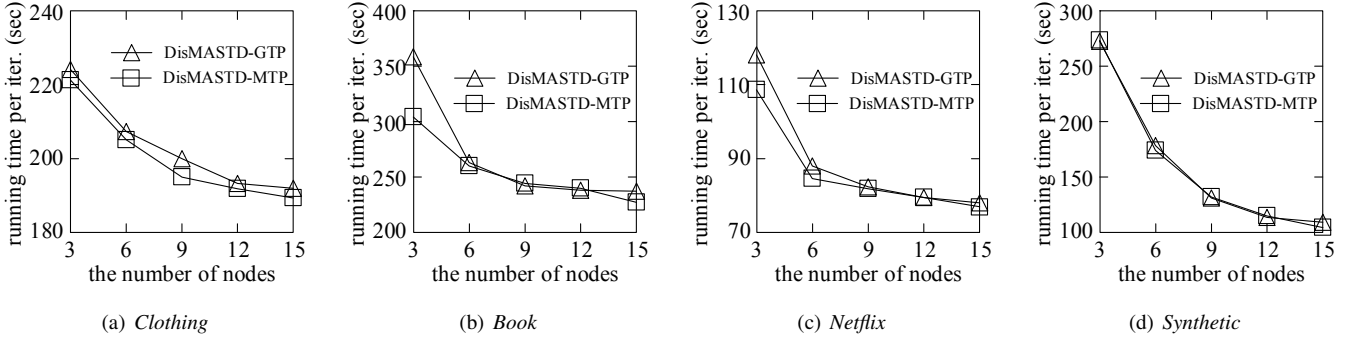 running time per iter. (sec)
240
220
200
180
3 6 9 12 15
DisMASTD-GTP
DisMASTD-MTP
the number of nodes
(a) Clothing
running time per iter. (sec)
400
350
300
250
200
3 6 9 12 15
DisMASTD-GTP
DisMASTD-MTP
the number of nodes
(b) Book
running time per iter. (sec)
130
110
90
70
3 6 9 12 15
DisMASTD-GTP
DisMASTD-MTP
the number of nodes
(c) Netflix
running time per iter. (sec)
300
250
200
150
100
3 6 9 12 15
DisMASTD-GTP
DisMASTD-MTP
the number of nodes
(d) Synthetic